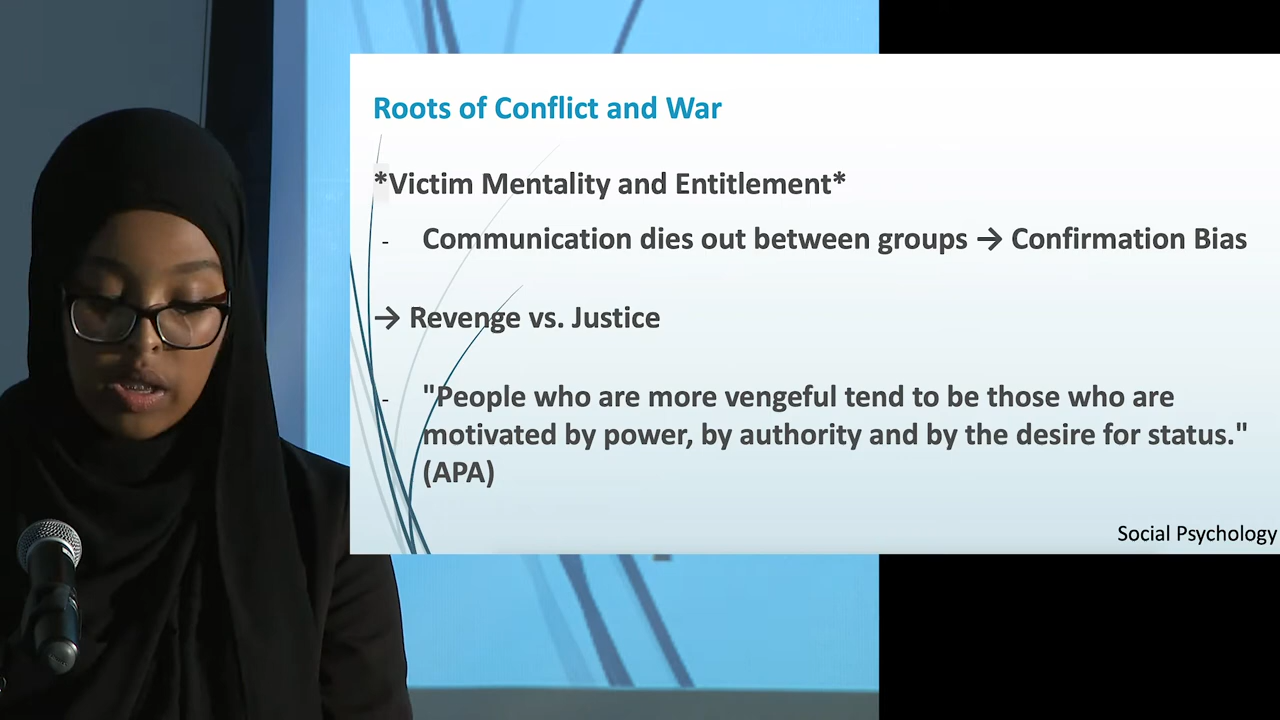 Roots of Conflict and War
*Victim Mentality and Entitlement*
- Communication dies out between groups → Confirmation Bias
→ Revenge vs. Justice
- "People who are more vengeful tend to be those who are
motivated by power, by authority and by the desire for status."
(APA)
Social Psychology